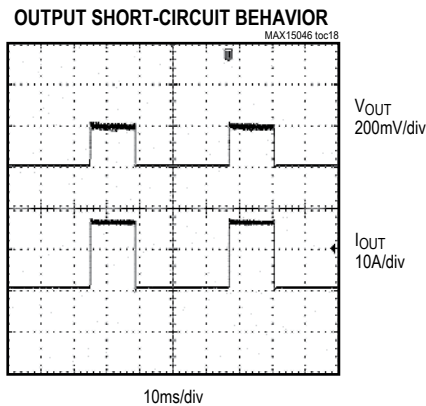 OUTPUT SHORT-CIRCUIT BEHAVIOR
MAX15046 toc18
VOUT
200mV/div
IOUT
10A/div
10ms/div